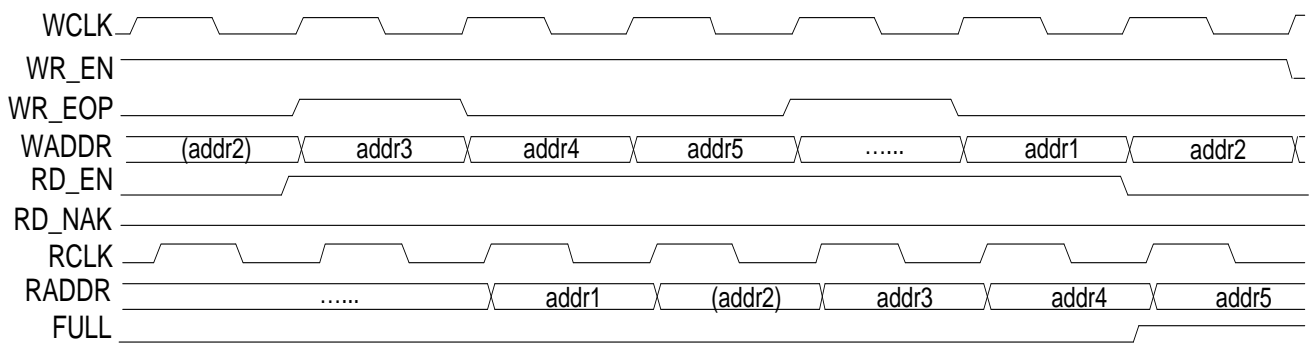 WCLK
WR_EN
WR_EOP
WADDR (addr2) addr3 addr4 addr5 …... addr1 addr2
RD_EN
RD_NAK
RCLK
RADDR …... addr1 (addr2) addr3 addr4 addr5
FULL